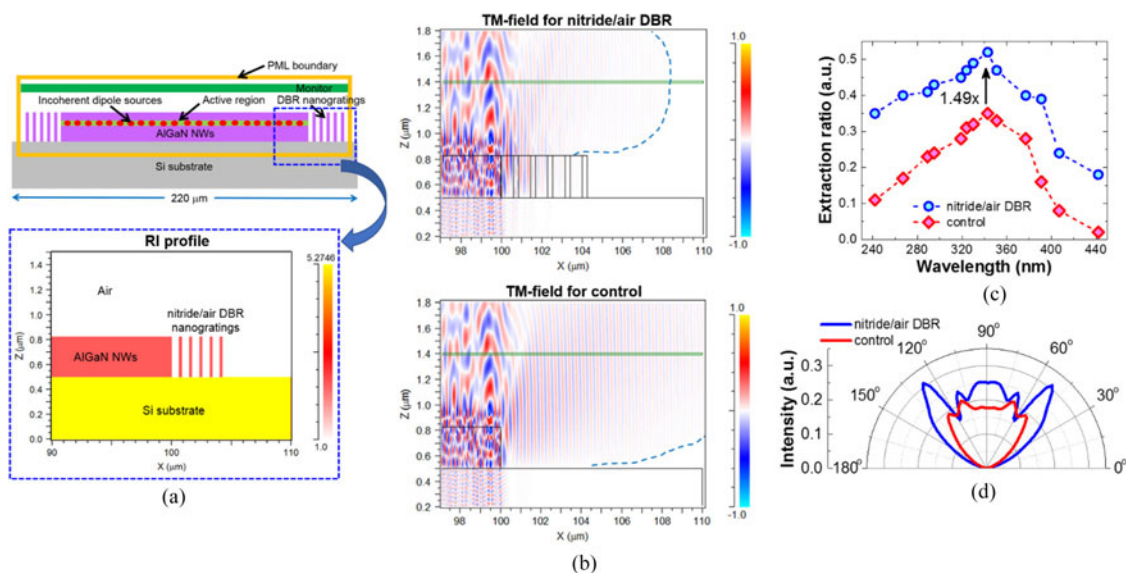 PML boundary
Incoherent dipole sources
Active region
Monitor
DBR nanogratings
AlGaN NWs
Si substrate
220 μm
RI profile
Z (μm)
1.4
1.2
1.0
0.8
0.6
0.4
0.2
0.0
Air
nitride/air DBR
nanogratings
AlGaN NWs
Si substrate
90
100
110
X (μm)
5.2746
1.0
(a)
TM-field for nitride/air DBR
Z (μm)
1.8
1.6
1.4
1.2
1.0
0.8
0.6
0.4
0.2
98
100
102
104
106
108
110
X (μm)
1.0
-1.0
TM-field for control
Z (μm)
1.8
1.6
1.4
1.2
1.0
0.8
0.6
0.4
0.2
98
100
102
104
106
108
110
X (μm)
1.0
-1.0
(b)
Extraction ratio (a.u.)
0.5
0.4
0.3
0.2
0.1
0.0
1.49x
nitride/air DBR
control
240
280
320
360
400
440
Wavelength (nm)
(c)
nitride/air DBR
control
Intensity (a.u.)
0.3
0.2
0.1
0.0
180°
150°
120°
90°
60°
30°
0°
(d)